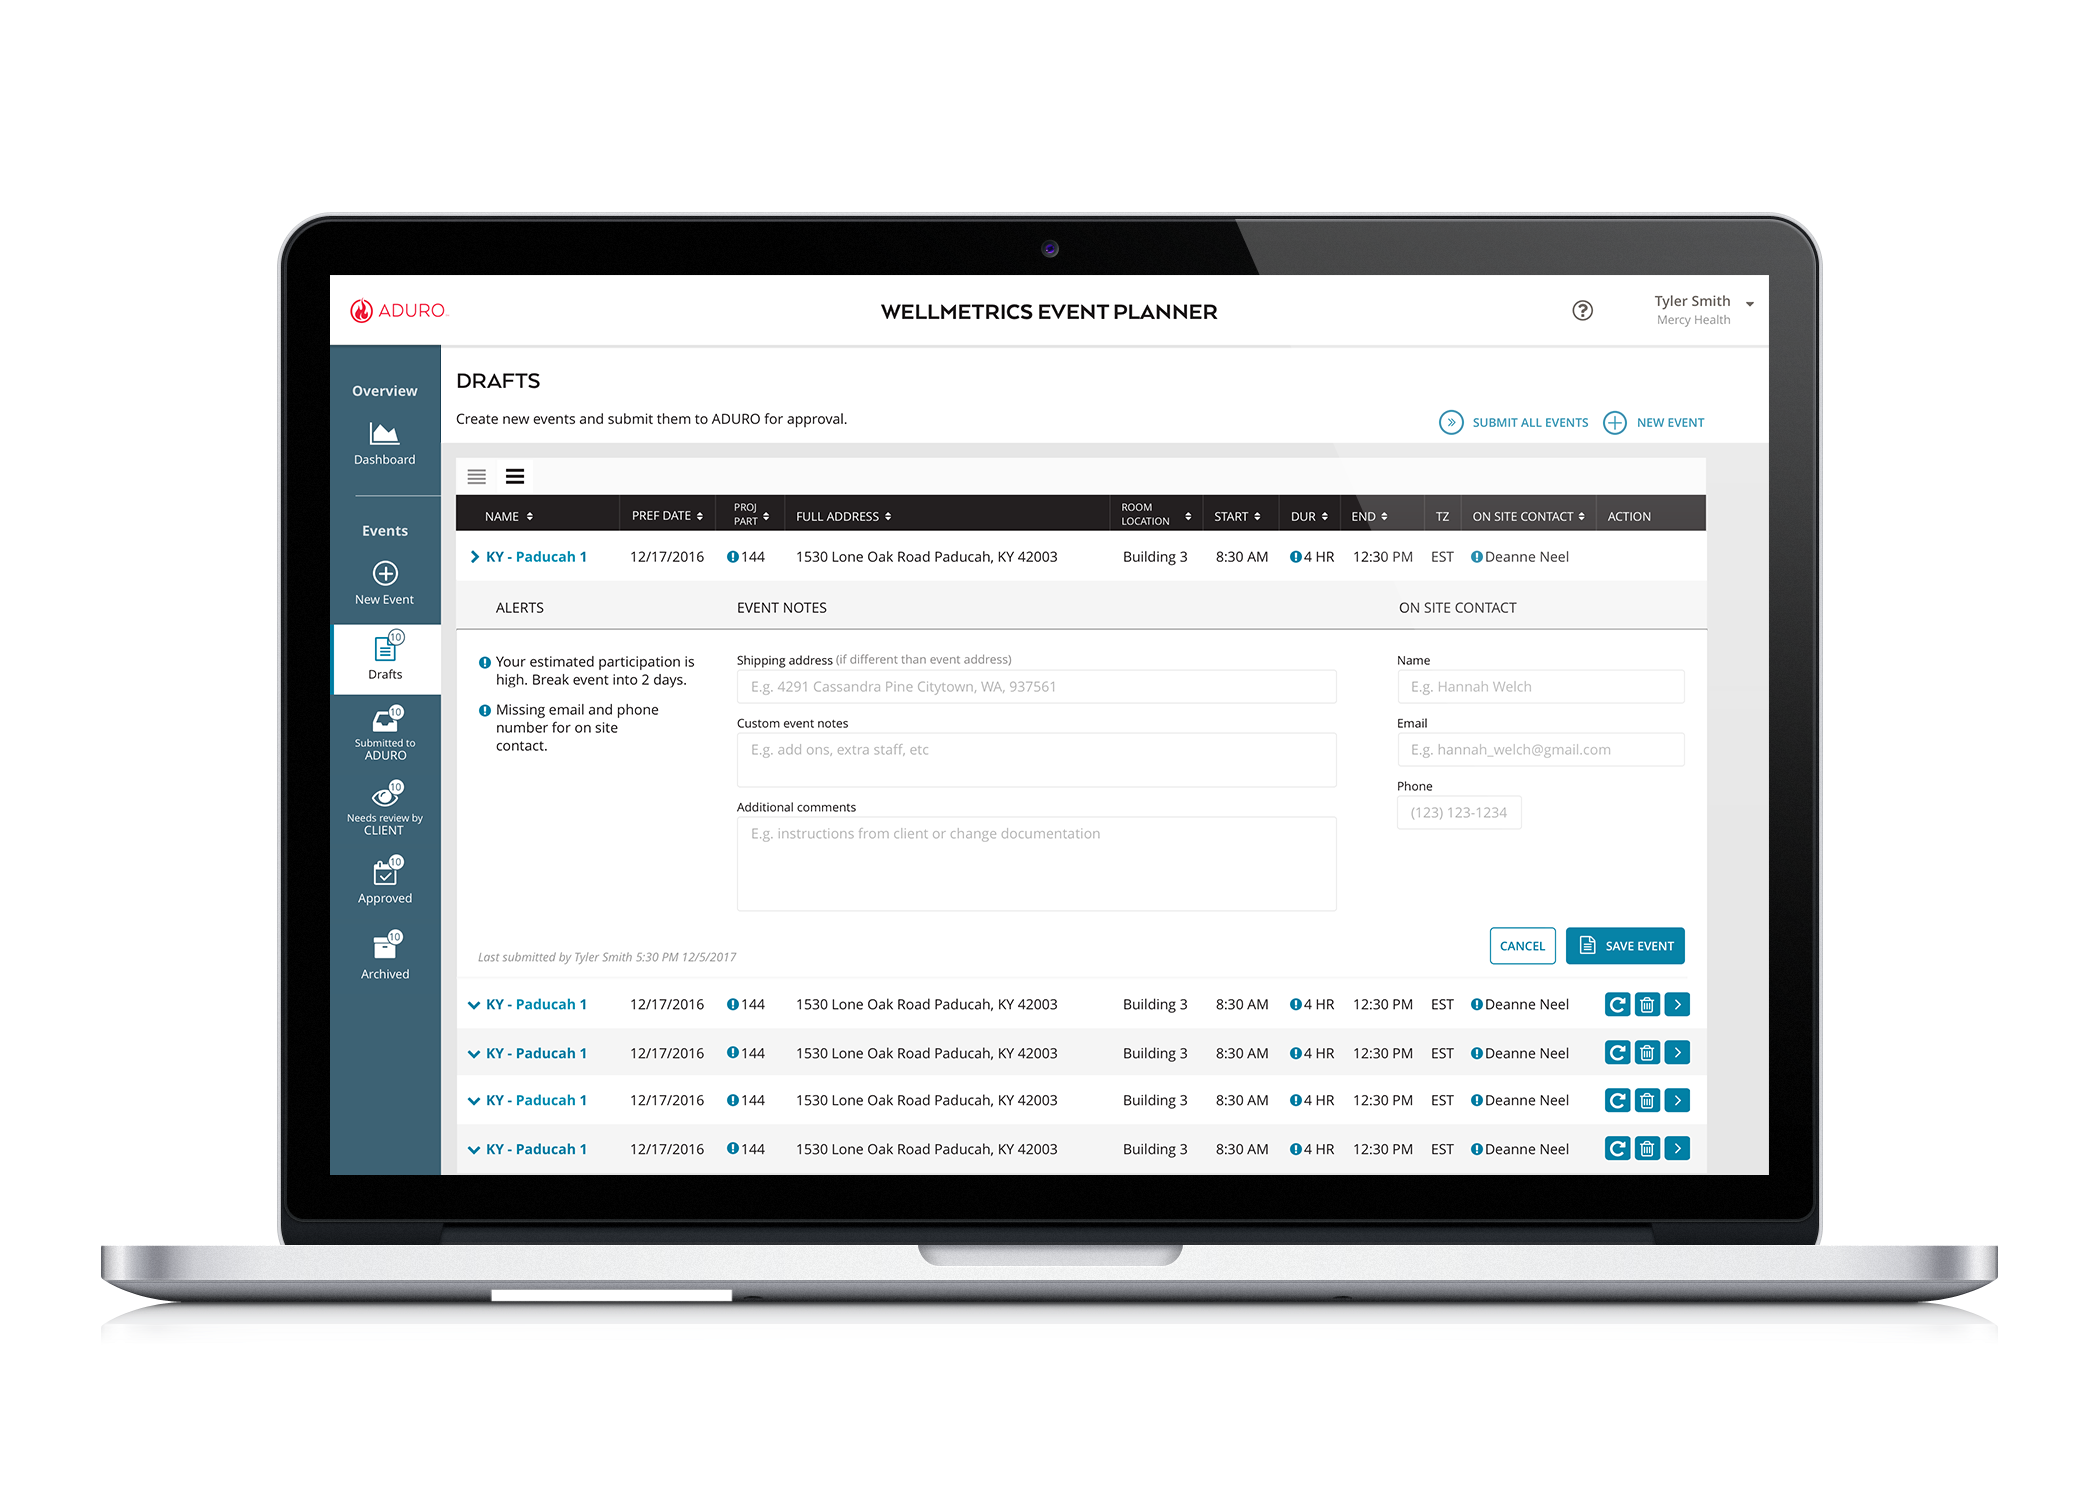 ADURO
WELLMETRICS EVENT PLANNER
?
Tyler Smith
Mercy Health
Overview
Dashboard
Events
New Event
10
Drafts
10
Submitted to
ADURO
10
Needs review by
CLIENT
10
Approved
10
Archived
DRAFTS
Create new events and submit them to ADURO for approval.
SUBMIT ALL EVENTS NEW EVENT
NAME PREF DATE PROJ PART FULL ADDRESS ROOM LOCATION START DUR END TZ ON SITE CONTACT ACTION
KY - Paducah 1 12/17/2016 144 1530 Lone Oak Road Paducah, KY 42003 Building 3 8:30 AM 4 HR 12:30 PM EST Deanne Neel
ALERTS EVENT NOTES ON SITE CONTACT
Your estimated participation is
high. Break event into 2 days.
Missing email and phone
number for on site
contact.
Shipping address (if different than event address)
E.g. 4291 Cassandra Pine Citytown, WA, 937561
Custom event notes
E.g. add ons, extra staff, etc
Additional comments
E.g. instructions from client or change documentation
Name
E.g. Hannah Welch
Email
E.g. hannah_welch@gmail.com
Phone
(123) 123-1234
Last submitted by Tyler Smith 5:30 PM 12/5/2017
CANCEL SAVE EVENT
KY - Paducah 1 12/17/2016 144 1530 Lone Oak Road Paducah, KY 42003 Building 3 8:30 AM 4 HR 12:30 PM EST Deanne Neel
KY - Paducah 1 12/17/2016 144 1530 Lone Oak Road Paducah, KY 42003 Building 3 8:30 AM 4 HR 12:30 PM EST Deanne Neel
KY - Paducah 1 12/17/2016 144 1530 Lone Oak Road Paducah, KY 42003 Building 3 8:30 AM 4 HR 12:30 PM EST Deanne Neel
KY - Paducah 1 12/17/2016 144 1530 Lone Oak Road Paducah, KY 42003 Building 3 8:30 AM 4 HR 12:30 PM EST Deanne Neel